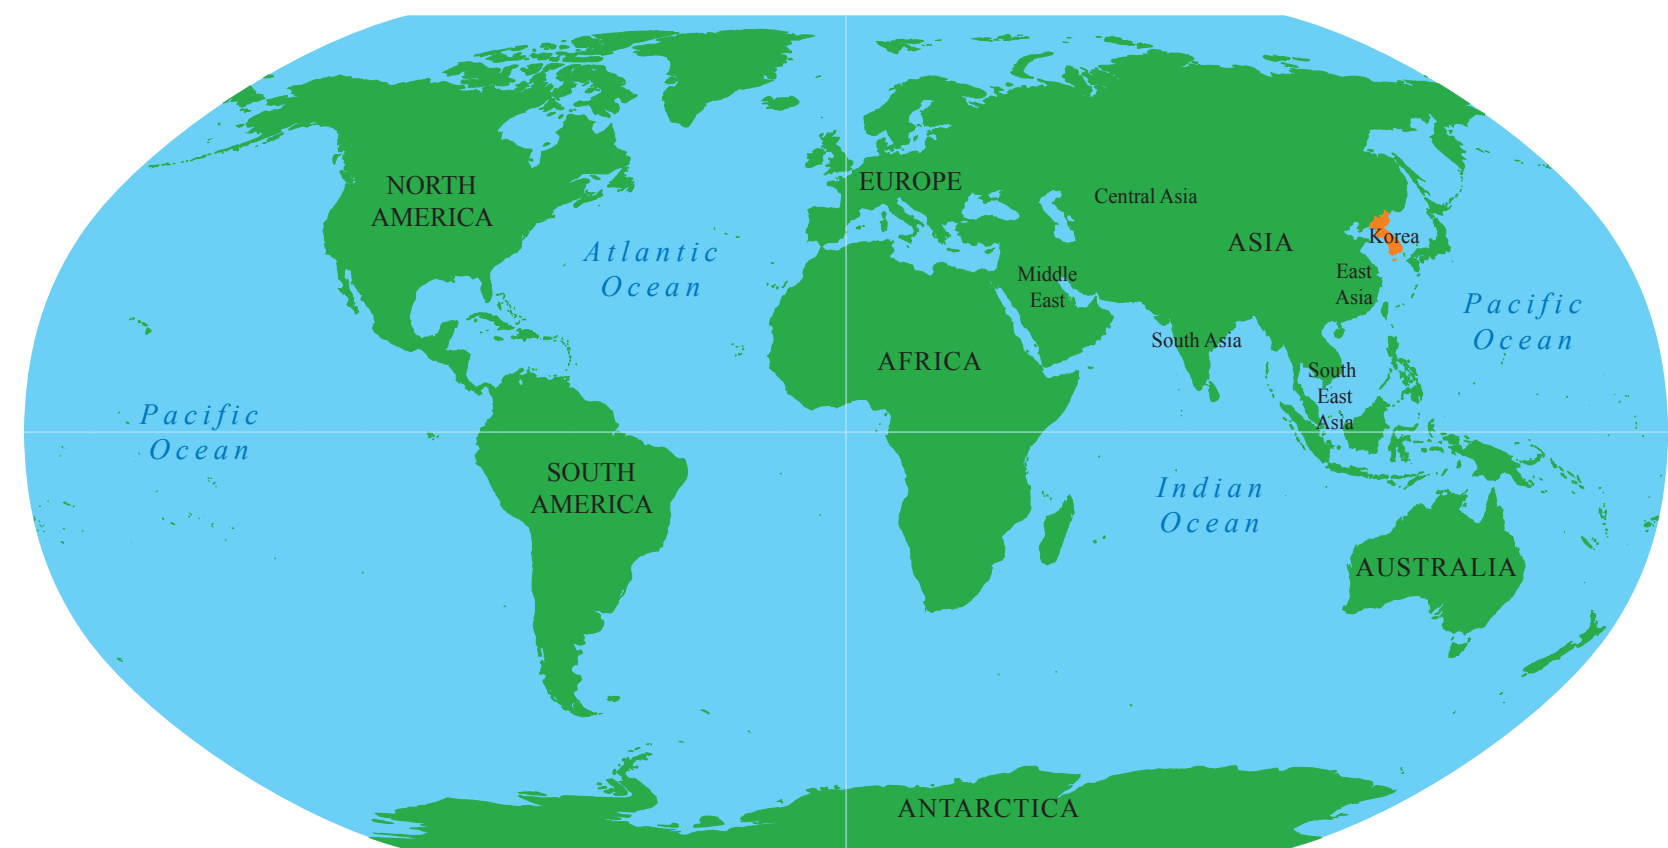 NORTH
AMERICA
EUROPE
Central Asia
ASIA
Korea
Atlantic
Ocean
Middle
East
East
Asia
Pacific
Ocean
South Asia
AFRICA
South
East
Asia
Pacific
Ocean
SOUTH
AMERICA
Indian
Ocean
AUSTRALIA
ANTARCTICA